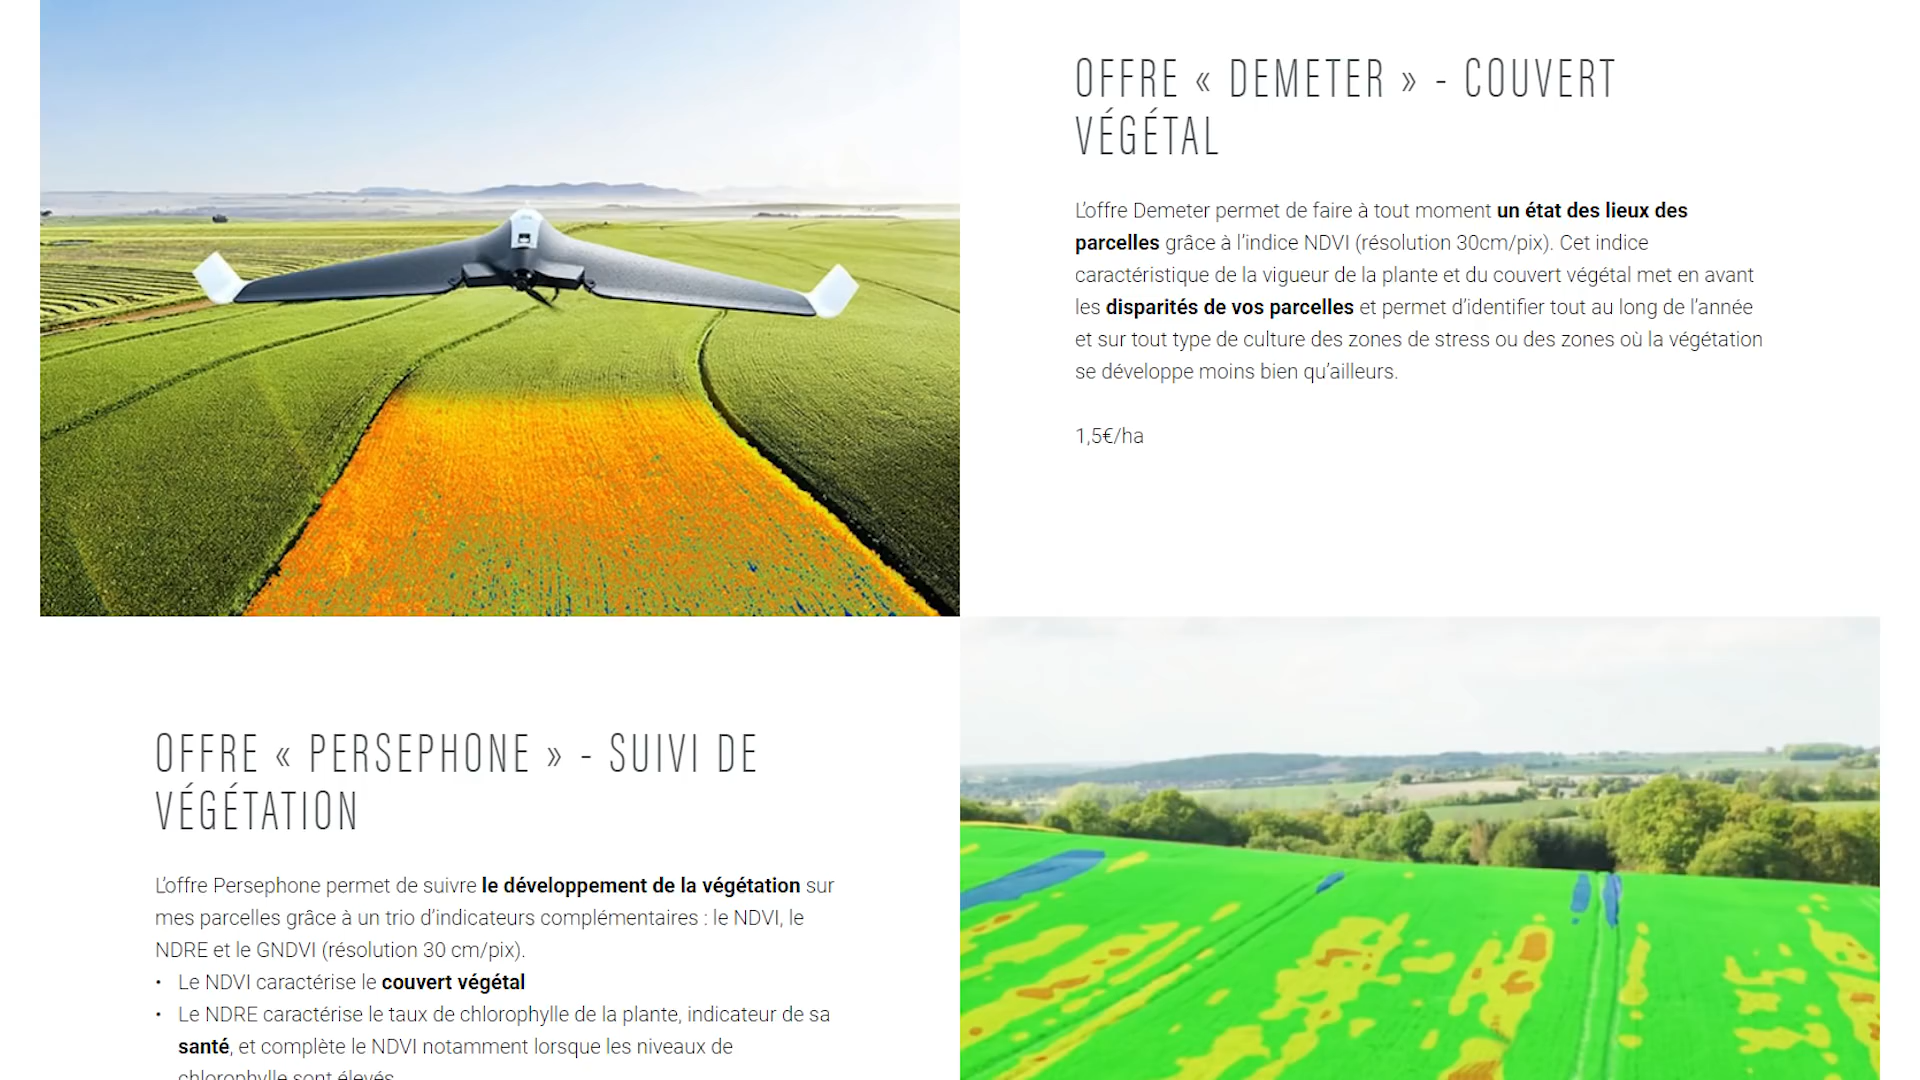 OFFRE « DEMETER » - COUVERT
VÉGÉTAL
L’offre Demeter permet de faire à tout moment un état des lieux des
parcelles grâce à l’indice NDVI (résolution 30cm/pix). Cet indice
caractéristique de la vigueur de la plante et du couvert végétal met en avant
les disparités de vos parcelles et permet d’identifier tout au long de l’année
et sur tout type de culture des zones de stress ou des zones où la végétation
se développe moins bien qu’ailleurs.
1,5€/ha
OFFRE « PERSEPHONE » - SUIVI DE
VÉGÉTATION
L’offre Persephone permet de suivre le développement de la végétation sur
mes parcelles grâce à un trio d’indicateurs complémentaires : le NDVI, le
NDRE et le GNDVI (résolution 30 cm/pix).
• Le NDVI caractérise le couvert végétal
• Le NDRE caractérise le taux de chlorophylle de la plante, indicateur de sa
santé, et complète le NDVI notamment lorsque les niveaux de
chlorophylle sont élevés